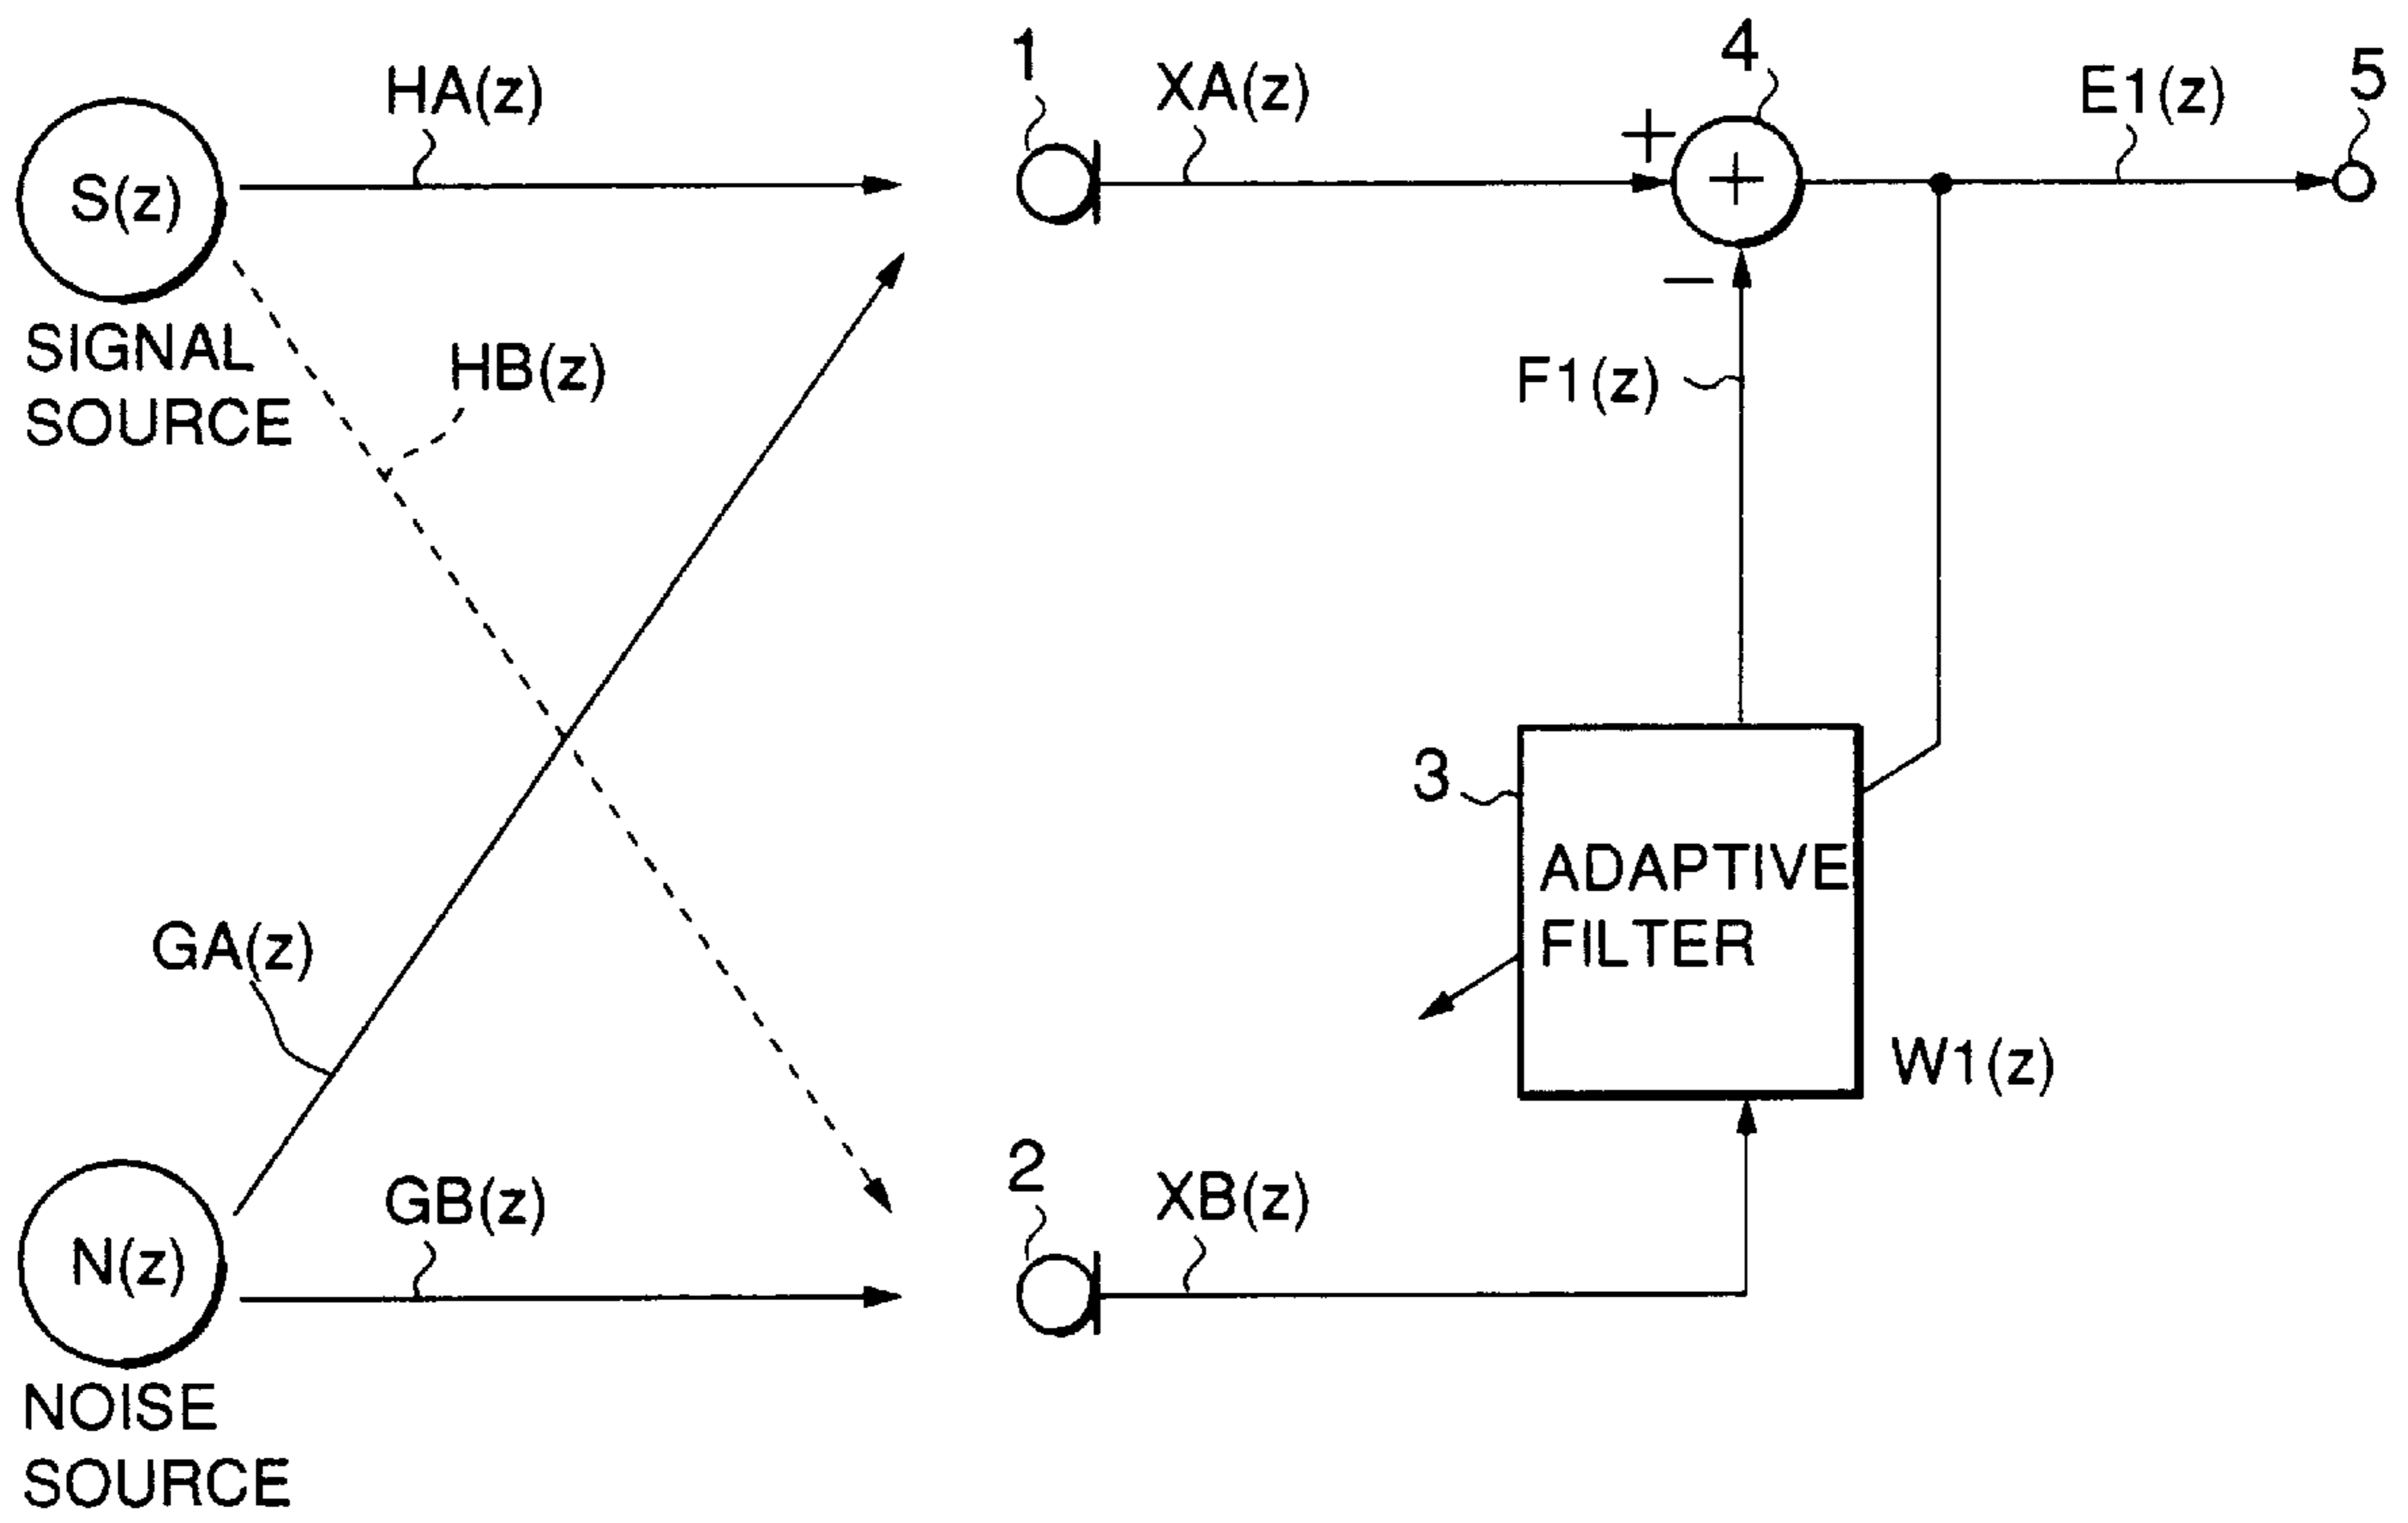 HA(z)
1
XA(z)
4
E1(z)
5
+
S(z)
+
−
SIGNAL
SOURCE
HB(z)
F1(z)
3
ADAPTIVE
FILTER
GA(z)
W1(z)
2
GB(z)
XB(z)
N(z)
NOISE
SOURCE